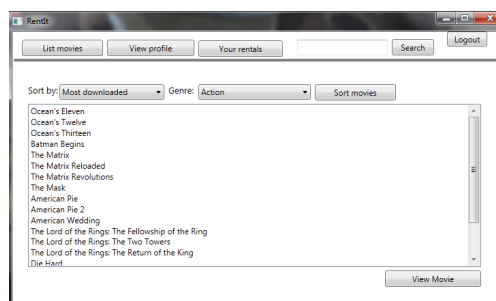 RentIt
Logout
List movies View profile Your rentals Search
Sort by: Most downloaded Genre: Action Sort movies
Ocean's Eleven
Ocean's Twelve
Ocean's Thirteen
Batman Begins
The Matrix
The Matrix Reloaded
The Matrix Revolutions
The Mask
American Pie
American Pie 2
American Wedding
The Lord of the Rings: The Fellowship of the Ring
The Lord of the Rings: The Two Towers
The Lord of the Rings: The Return of the King
Die Hard
View Movie